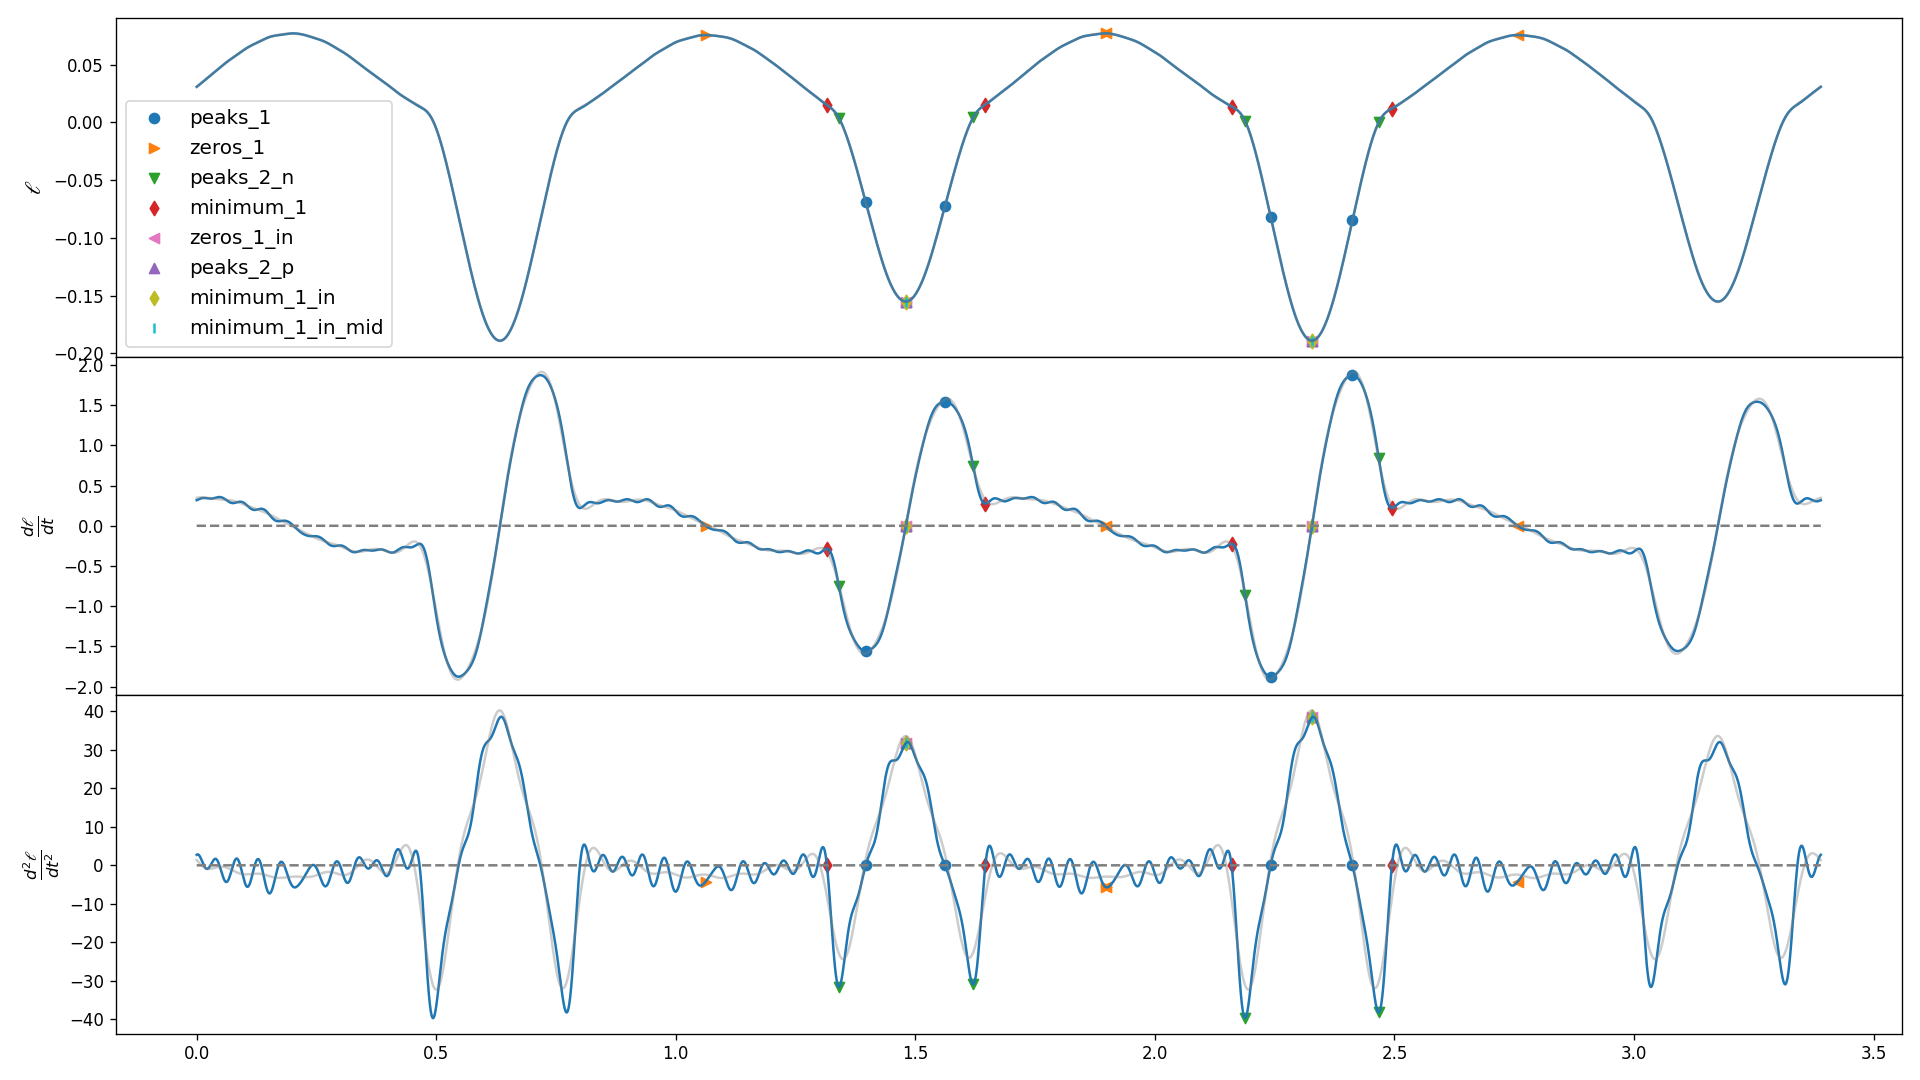 0.05
0.00
−0.05
−0.10
−0.15
−0.20
ℓ
peaks_1
zeros_1
peaks_2_n
minimum_1
zeros_1_in
peaks_2_p
minimum_1_in
minimum_1_in_mid
2.0
1.5
1.0
0.5
0.0
−0.5
−1.0
−1.5
−2.0
dℓ
dt
40
30
20
10
0
−10
−20
−30
−40
d²ℓ
dt²
0.0 0.5 1.0 1.5 2.0 2.5 3.0 3.5